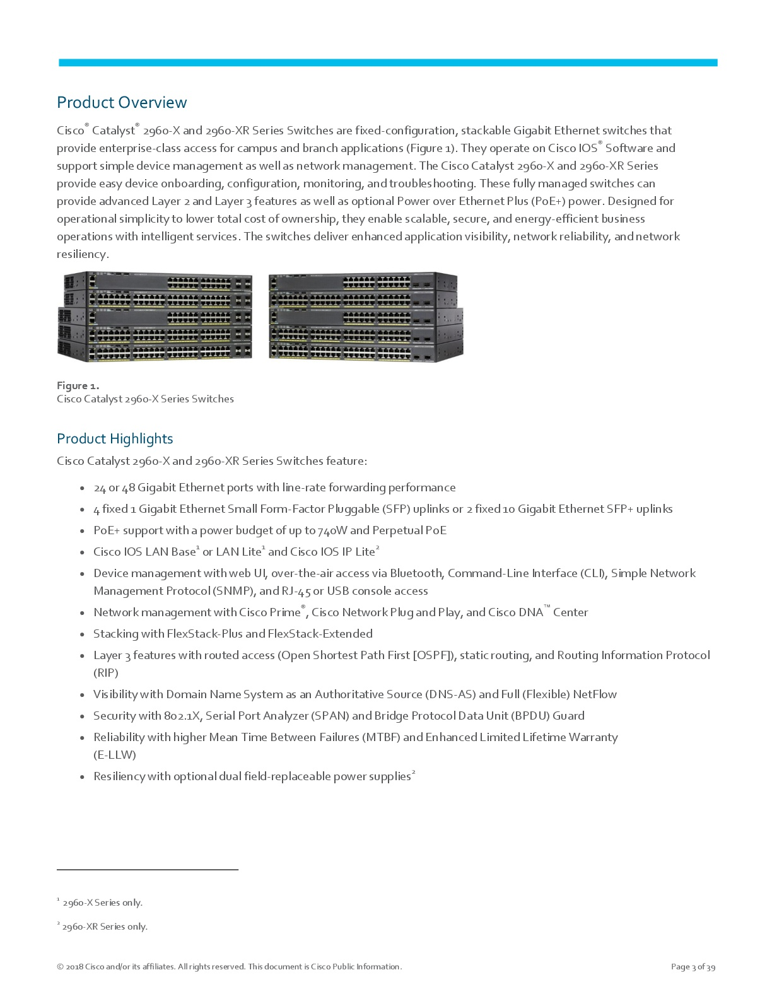 Product Overview
Cisco® Catalyst® 2960-X and 2960-XR Series Switches are fixed-configuration, stackable Gigabit Ethernet switches that
provide enterprise-class access for campus and branch applications (Figure 1). They operate on Cisco IOS® Software and
support simple device management as well as network management. The Cisco Catalyst 2960-X and 2960-XR Series
provide easy device onboarding, configuration, monitoring, and troubleshooting. These fully managed switches can
provide advanced Layer 2 and Layer 3 features as well as optional Power over Ethernet Plus (PoE+) power. Designed for
operational simplicity to lower total cost of ownership, they enable scalable, secure, and energy-efficient business
operations with intelligent services. The switches deliver enhanced application visibility, network reliability, and network
resiliency.
Figure 1.
Cisco Catalyst 2960-X Series Switches
Product Highlights
Cisco Catalyst 2960-X and 2960-XR Series Switches feature:
• 24 or 48 Gigabit Ethernet ports with line-rate forwarding performance
• 4 fixed 1 Gigabit Ethernet Small Form-Factor Pluggable (SFP) uplinks or 2 fixed 10 Gigabit Ethernet SFP+ uplinks
• PoE+ support with a power budget of up to 740W and Perpetual PoE
• Cisco IOS LAN Base¹ or LAN Lite¹ and Cisco IOS IP Lite²
• Device management with web UI, over-the-air access via Bluetooth, Command-Line Interface (CLI), Simple Network
Management Protocol (SNMP), and RJ-45 or USB console access
• Network management with Cisco Prime®, Cisco Network Plug and Play, and Cisco DNA™ Center
• Stacking with FlexStack-Plus and FlexStack-Extended
• Layer 3 features with routed access (Open Shortest Path First [OSPF]), static routing, and Routing Information Protocol
(RIP)
• Visibility with Domain Name System as an Authoritative Source (DNS-AS) and Full (Flexible) NetFlow
• Security with 802.1X, Serial Port Analyzer (SPAN) and Bridge Protocol Data Unit (BPDU) Guard
• Reliability with higher Mean Time Between Failures (MTBF) and Enhanced Limited Lifetime Warranty
(E-LLW)
• Resiliency with optional dual field-replaceable power supplies²
¹ 2960-X Series only.
² 2960-XR Series only.
© 2018 Cisco and/or its affiliates. All rights reserved. This document is Cisco Public Information. Page 3 of 39